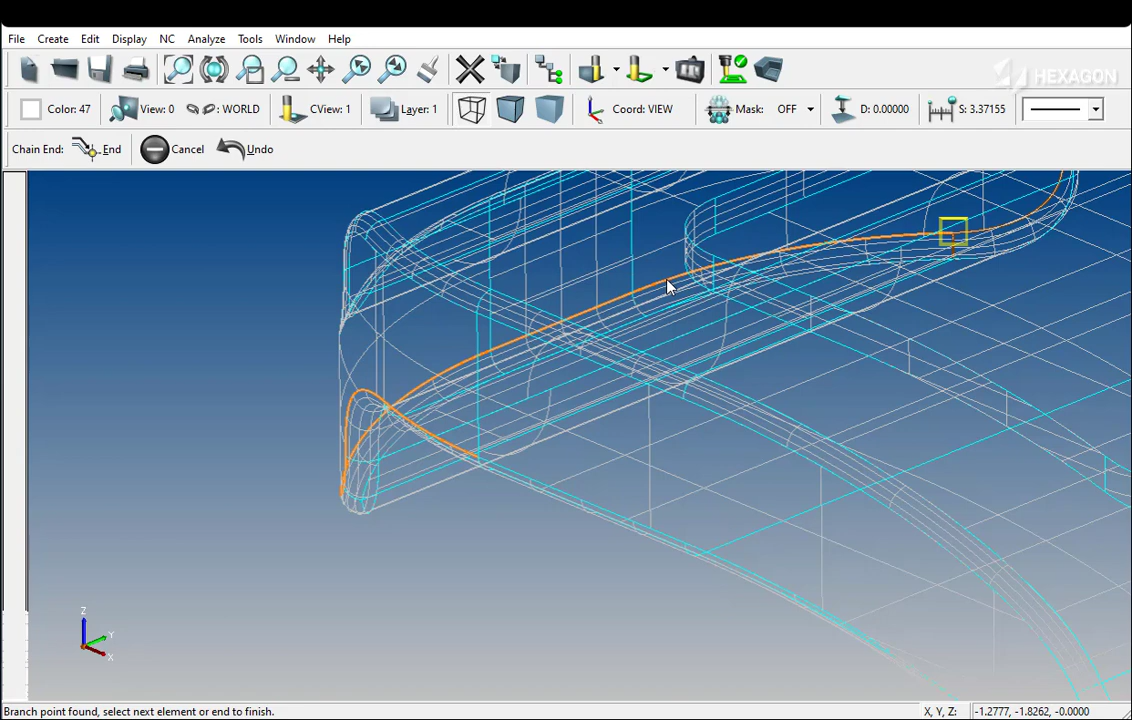 File Create Edit Display NC Analyze Tools Window Help
HEXAGON
Color: 47 View: 0 WORLD CView: 1 Layer: 1 Coord: VIEW Mask: OFF D: 0.00000 S: 3.37155
Chain End: End Cancel Undo
Z
Y
X
Branch point found, select next element or end to finish. X, Y, Z: -1.2777, -1.8262, -0.0000